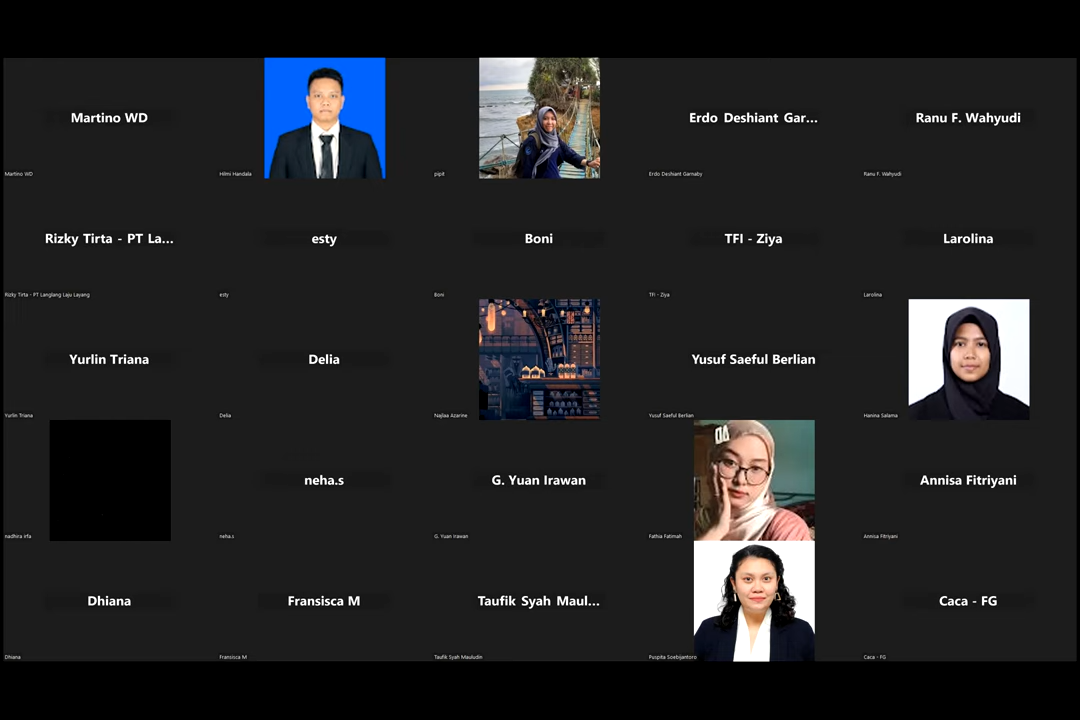 Martino WD
Erdo Deshiant Gar...
Ranu F. Wahyudi
Martino WD
Hilmi Handala
pipit
Erdo Deshiant Garnaby
Ranu F. Wahyudi
Rizky Tirta - PT La...
esty
Boni
TFI - Ziya
Larolina
Rizky Tirta - PT Langlang Laju Layang
esty
Boni
TFI - Ziya
Larolina
Yurlin Triana
Delia
Yusuf Saeful Berlian
Yurlin Triana
Delia
Najlaa Azarine
Yusuf Saeful Berlian
Hanina Salama
neha.s
G. Yuan Irawan
Annisa Fitriyani
nadhira irfa
neha.s
G. Yuan Irawan
Fathia Fatimah
Annisa Fitriyani
Dhiana
Fransisca M
Taufik Syah Maul...
Caca - FG
Dhiana
Fransisca M
Taufik Syah Mauludin
Puspita Soebijantoro
Caca - FG